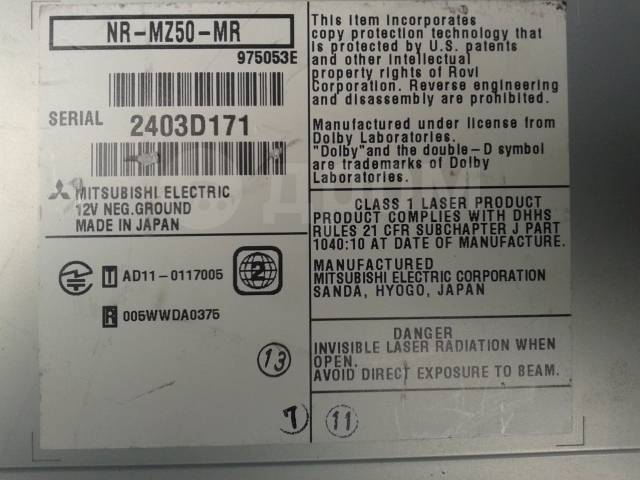 NR-MZ50-MR
975053E
SERIAL 2403D171
MITSUBISHI ELECTRIC
12V NEG.GROUND
MADE IN JAPAN
T AD11-0117005
2
R 005WWDA0375
13
7
This item incorporates
copy protection technology that
is protected by U.S. patents
and other intellectual
property rights of Rovi
Corporation. Reverse engineering
and disassembly are prohibited.
Manufactured under license from
Dolby Laboratories.
"Dolby"and the double-D symbol
are trademarks of Dolby
Laboratories.
CLASS 1 LASER PRODUCT
PRODUCT COMPLIES WITH DHHS
RULES 21 CFR SUBCHAPTER J PART
1040:10 AT DATE OF MANUFACTURE.
MANUFACTURED
MITSUBISHI ELECTRIC CORPORATION
SANDA, HYOGO, JAPAN
DANGER
INVISIBLE LASER RADIATION WHEN
OPEN.
AVOID DIRECT EXPOSURE TO BEAM.
11